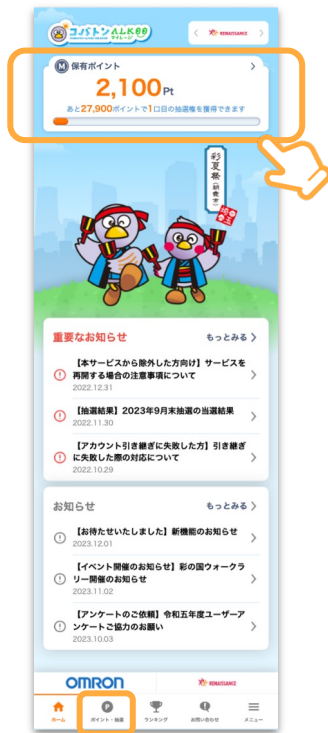 コバトンALKOO
マイレージ
RENAISSANCE
M 保有ポイント
2,100Pt
あと27,900ポイントで1口目の抽選権を獲得できます
彩夏祭(朝霞市)
重要なお知らせ もっとみる
【本サービスから除外した方向け】サービスを
再開する場合の注意事項について
2022.12.31
【抽選結果】2023年9月末抽選の当選結果
2022.11.30
【アカウント引き継ぎに失敗した方】引き継ぎ
に失敗した際の対応について
2022.10.29
お知らせ もっとみる
【お待たせいたしました】新機能のお知らせ
2023.12.01
【イベント開催のお知らせ】彩の国ウォークラ
リー開催のお知らせ
2023.11.02
【アンケートのご依頼】令和五年度ユーザーア
ンケートご協力のお願い
2023.10.03
OMRON RENAISSANCE
P
ホーム ポイント・抽選 ランキング お問い合わせ メニュー